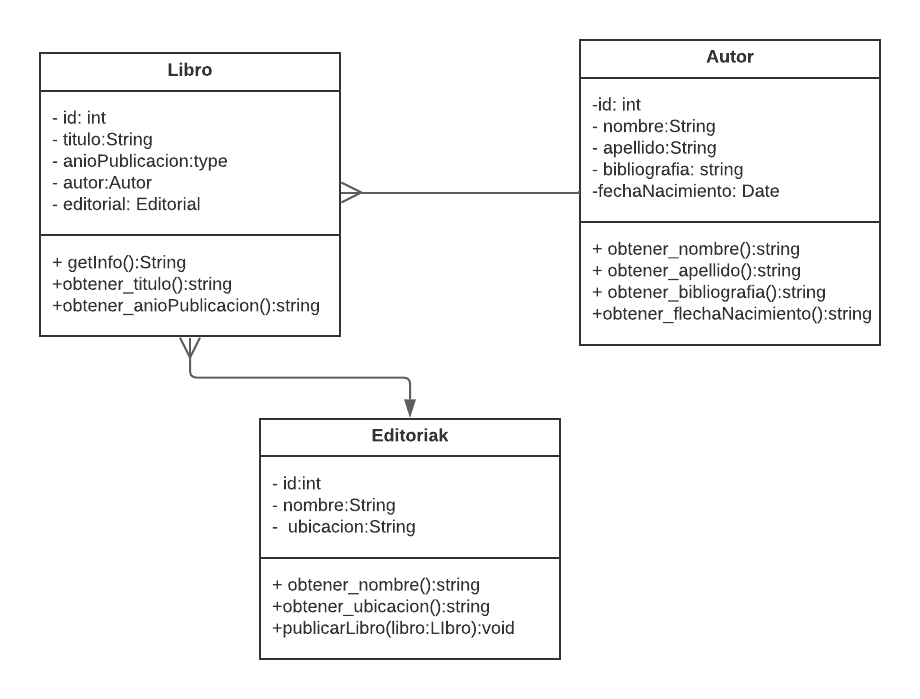 Libro
- id: int
- titulo:String
- anioPublicacion:type
- autor:Autor
- editorial: Editorial
+ getInfo():String
+obtener_titulo():string
+obtener_anioPublicacion():string
Autor
-id: int
- nombre:String
- apellido:String
- bibliografia: string
-fechaNacimiento: Date
+ obtener_nombre():string
+ obtener_apellido():string
+ obtener_bibliografia():string
+obtener_flechaNacimiento():string
Editoriak
- id:int
- nombre:String
-  ubicacion:String
+ obtener_nombre():string
+obtener_ubicacion():string
+publicarLibro(libro:LIbro):void